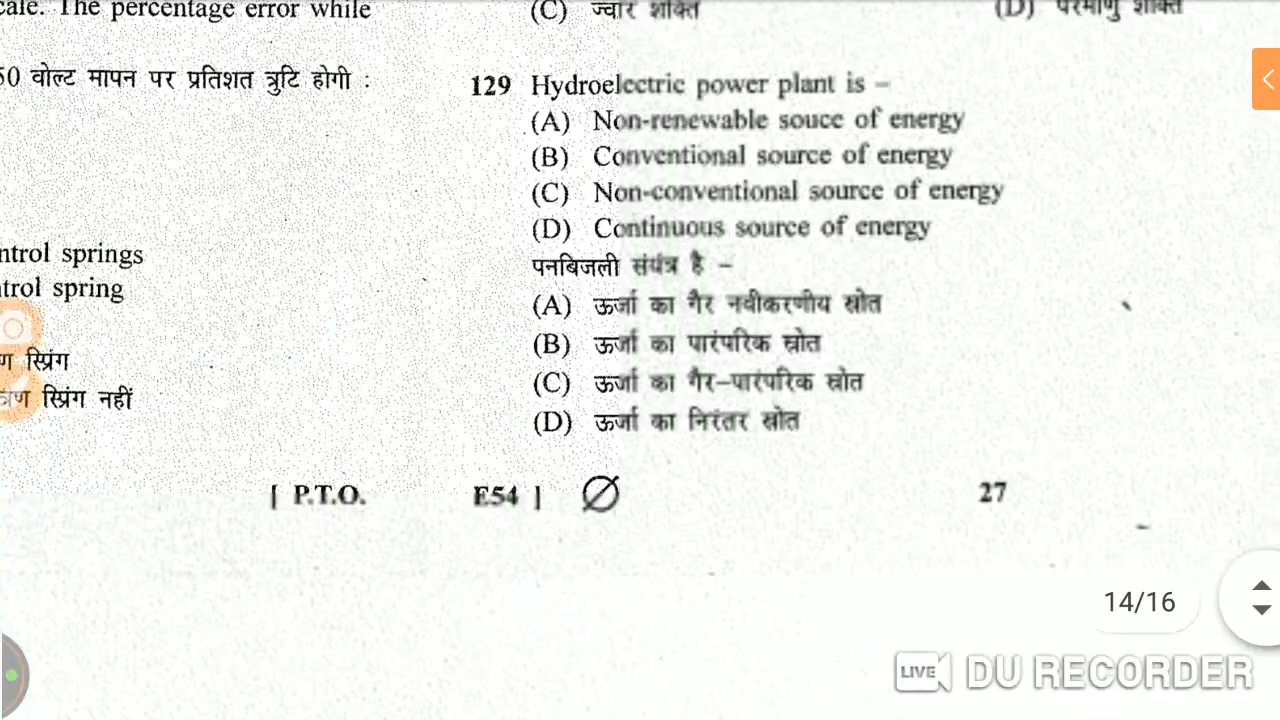 cale. The percentage error while
50 वोल्ट मापन पर प्रतिशत त्रुटि होगी :
ntrol springs
ntrol spring
ण स्प्रिंग
त्रण स्प्रिंग नहीं
[ P.T.O.
(C) ज्वार शक्ति
(D) परमाणु शक्ति
129 Hydroelectric power plant is –
(A) Non-renewable souce of energy
(B) Conventional source of energy
(C) Non-conventional source of energy
(D) Continuous source of energy
पनबिजली संयंत्र है –
(A) ऊर्जा का गैर नवीकरणीय स्रोत
(B) ऊर्जा का पारंपरिक स्रोत
(C) ऊर्जा का गैर–पारंपरिक स्रोत
(D) ऊर्जा का निरंतर स्रोत
E54 ]
27
14/16
LIVE DU RECORDER